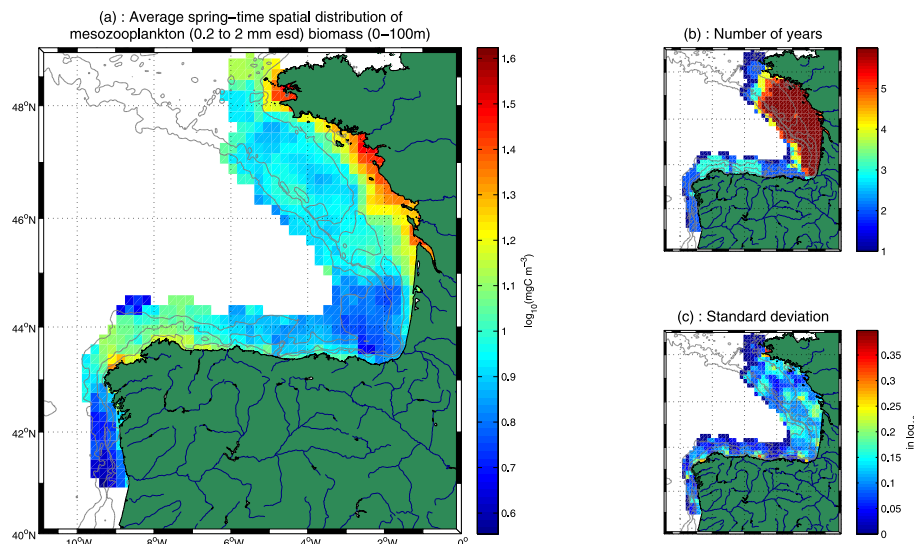 (a) : Average spring−time spatial distribution of
mesozooplankton (0.2 to 2 mm esd) biomass (0−100m)
48°N
46°N
44°N
42°N
40°N
10°W
8°W
6°W
4°W
2°W
0°
1.6
1.5
1.4
1.3
1.2
1.1
1
0.9
0.8
0.7
0.6
log10(mgC m−3)
(b) : Number of years
5
4
3
2
1
(c) : Standard deviation
0.35
0.3
0.25
0.2
0.15
0.1
0.05
0
in log